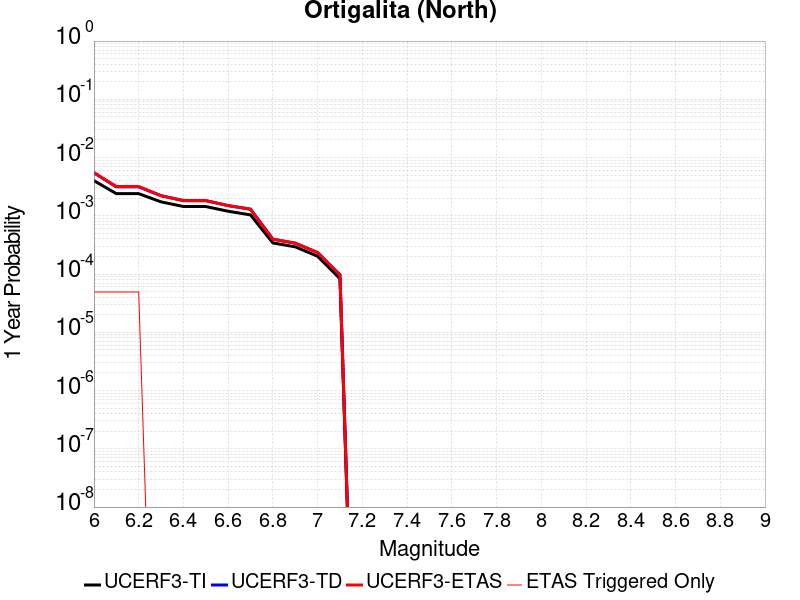 Ortigalita (North)
10^0
10^-1
10^-2
10^-3
10^-4
10^-5
10^-6
10^-7
10^-8
1 Year Probability
6 6.2 6.4 6.6 6.8 7 7.2 7.4 7.6 7.8 8 8.2 8.4 8.6 8.8 9
Magnitude
UCERF3-TI UCERF3-TD UCERF3-ETAS ETAS Triggered Only